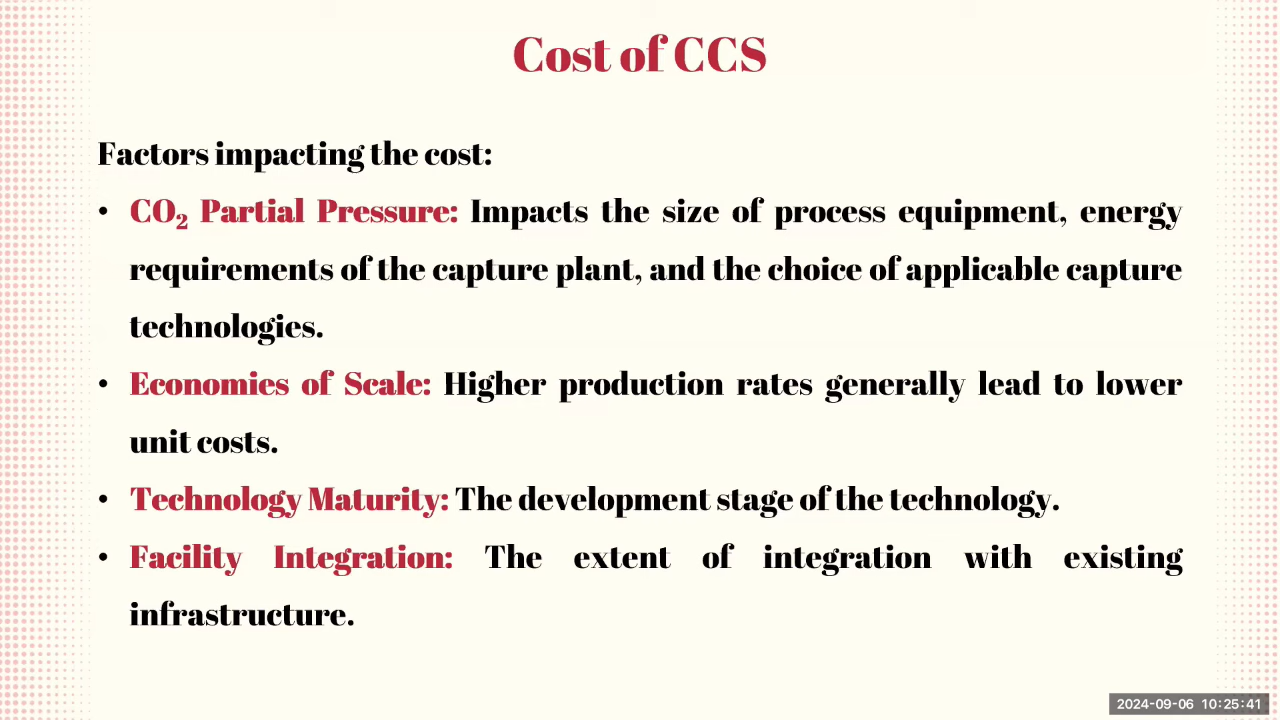 Cost of CCS
Factors impacting the cost:
• CO₂ Partial Pressure: Impacts the size of process equipment, energy
requirements of the capture plant, and the choice of applicable capture
technologies.
• Economies of Scale: Higher production rates generally lead to lower
unit costs.
• Technology Maturity: The development stage of the technology.
• Facility Integration: The extent of integration with existing
infrastructure.
2024-09-06 10:25:41